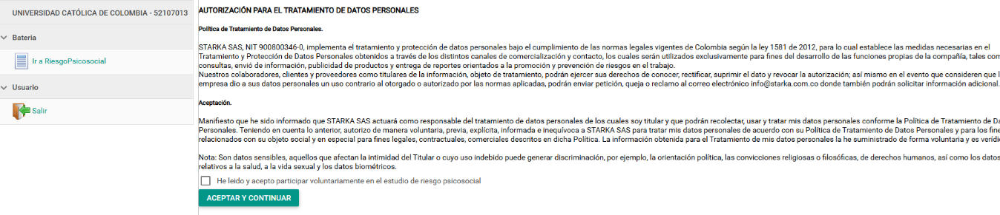 UNIVERSIDAD CATÓLICA DE COLOMBIA - 52107013
Bateria
Ir a RiesgoPsicosocial
Usuario
Salir
AUTORIZACIÓN PARA EL TRATAMIENTO DE DATOS PERSONALES
Política de Tratamiento de Datos Personales.
STARKA SAS, NIT 900800346-0, implementa el tratamiento y protección de datos personales bajo el cumplimiento de las normas legales vigentes de Colombia según la ley 1581 de 2012, para lo cual establece las medidas necesarias en el
Tratamiento y Protección de Datos Personales obtenidos a través de los distintos canales de comercialización y contacto, los cuales serán utilizados exclusivamente para fines del desarrollo de las funciones propias de la compañía, tales com
consultas, envió de información, publicidad de productos y entrega de reportes orientados a la promoción y prevención de riesgos en el trabajo.
Nuestros colaboradores, clientes y proveedores como titulares de la información, objeto de tratamiento, podrán ejercer sus derechos de conocer, rectificar, suprimir el dato y revocar la autorización; así mismo en el evento que consideren que l
empresa dio a sus datos personales un uso contrario al otorgado o autorizado por las normas aplicadas, podrán enviar petición, queja o reclamo al correo electrónico info@starka.com.co donde también podrán solicitar información adicional.
Aceptación.
Manifiesto que he sido informado que STARKA SAS actuará como responsable del tratamiento de datos personales de los cuales soy titular y que podrán recolectar, usar y tratar mis datos personales conforme la Política de Tratamiento de Da
Personales. Teniendo en cuenta lo anterior, autorizo de manera voluntaria, previa, explícita, informada e inequívoca a STARKA SAS para tratar mis datos personales de acuerdo con su Política de Tratamiento de Datos Personales y para los fine
relacionados con su objeto social y en especial para fines legales, contractuales, comerciales descritos en dicha Política. La información obtenida para el Tratamiento de mis datos personales la he suministrado de forma voluntaria y es verídic
Nota: Son datos sensibles, aquellos que afectan la intimidad del Titular o cuyo uso indebido puede generar discriminación, por ejemplo, la orientación política, las convicciones religiosas o filosóficas, de derechos humanos, así como los datos
relativos a la salud, a la vida sexual y los datos biométricos.
He leido y acepto participar voluntariamente en el estudio de riesgo psicosocial
ACEPTAR Y CONTINUAR